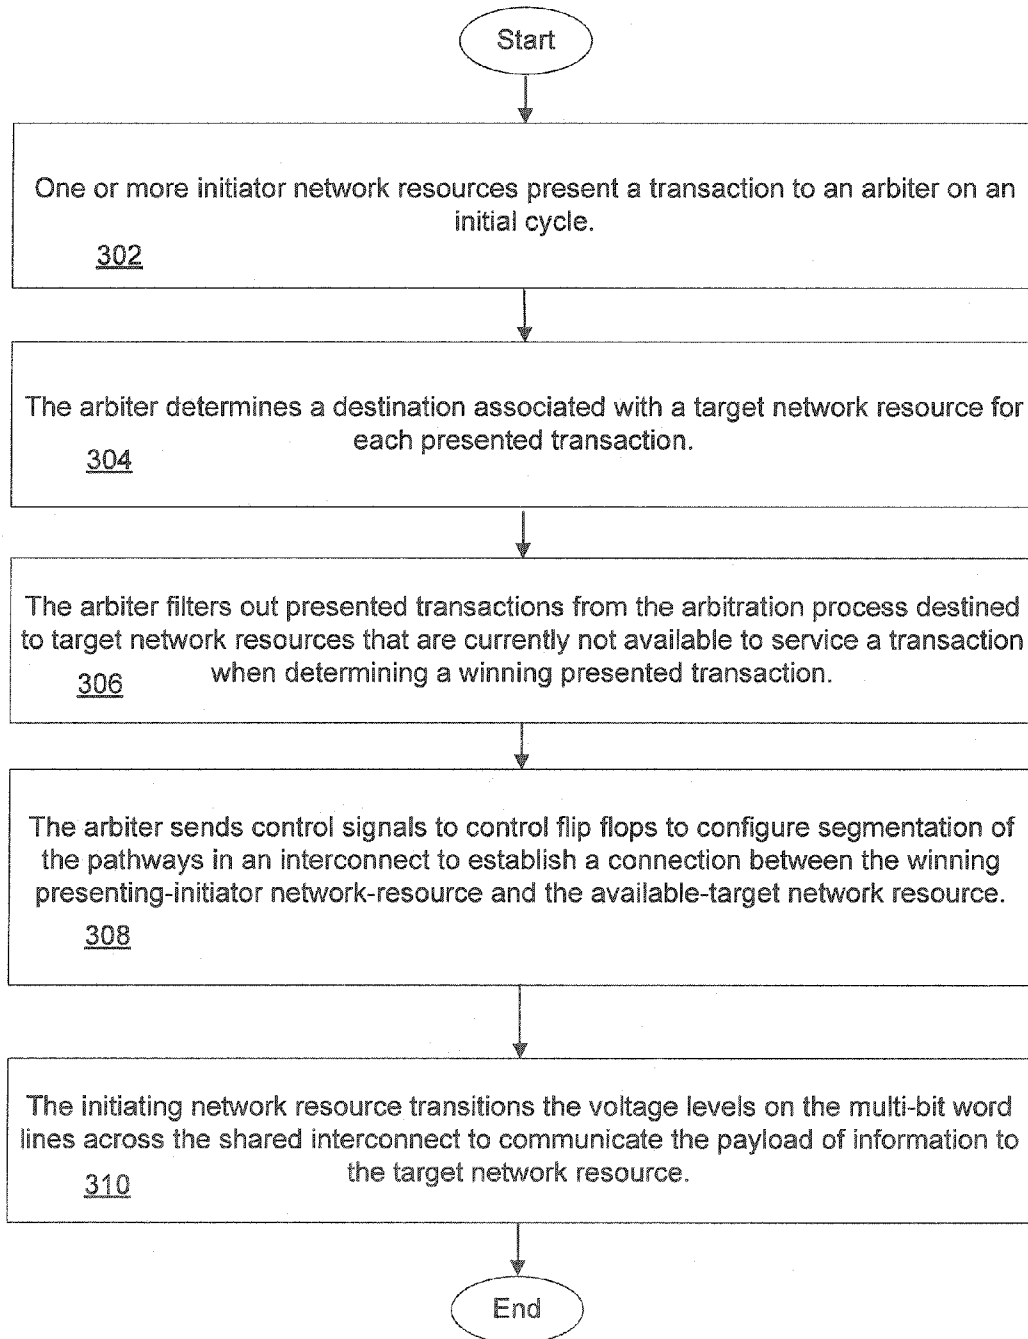 Start
One or more initiator network resources present a transaction to an arbiter on an
initial cycle.
302
The arbiter determines a destination associated with a target network resource for
each presented transaction.
304
The arbiter filters out presented transactions from the arbitration process destined
to target network resources that are currently not available to service a transaction
when determining a winning presented transaction.
306
The arbiter sends control signals to control flip flops to configure segmentation of
the pathways in an interconnect to establish a connection between the winning
presenting-initiator network-resource and the available-target network resource.
308
The initiating network resource transitions the voltage levels on the multi-bit word
lines across the shared interconnect to communicate the payload of information to
the target network resource.
310
End